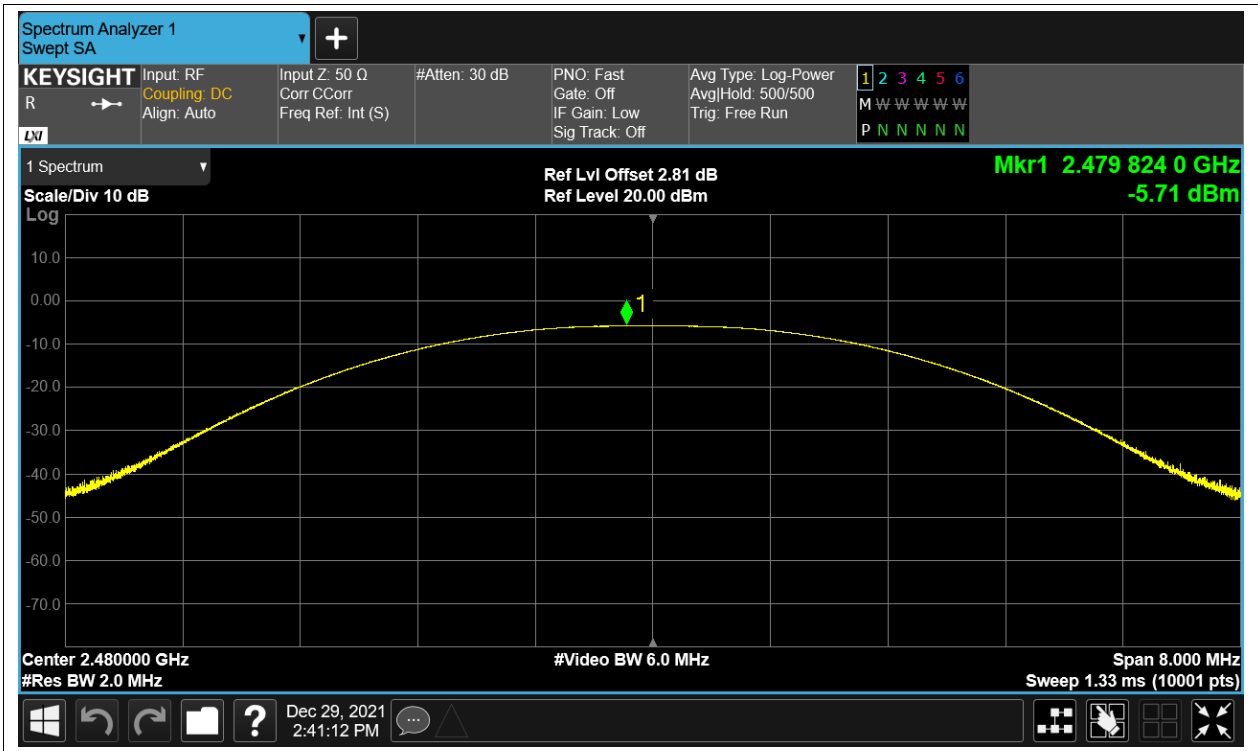 Spectrum Analyzer 1
Swept SA
+
KEYSIGHT Input: RF Input Z: 50 Ω #Atten: 30 dB PNO: Fast Avg Type: Log-Power 1 2 3 4 5 6
R Coupling: DC Corr CCorr Gate: Off Avg|Hold: 500/500 M W W W W W
Align: Auto Freq Ref: Int (S) IF Gain: Low Trig: Free Run
LXI Sig Track: Off P N N N N N
1 Spectrum Ref Lvl Offset 2.81 dB Mkr1 2.479 824 0 GHz
Scale/Div 10 dB Ref Level 20.00 dBm -5.71 dBm
Log
10.0
0.00 1
-10.0
-20.0
-30.0
-40.0
-50.0
-60.0
-70.0
Center 2.480000 GHz #Video BW 6.0 MHz Span 8.000 MHz
#Res BW 2.0 MHz Sweep 1.33 ms (10001 pts)
? Dec 29, 2021
2:41:12 PM